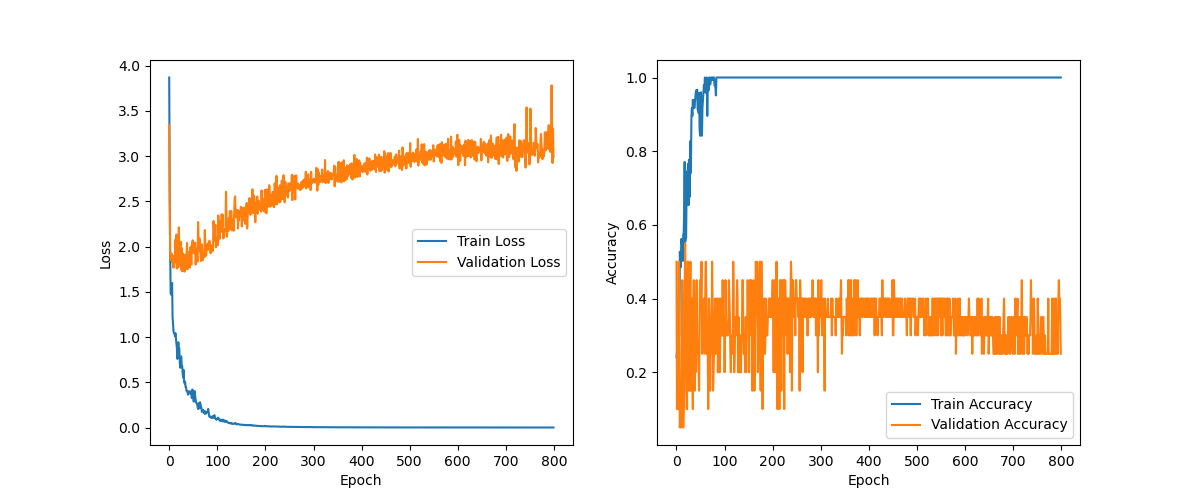 4.0
3.5
3.0
2.5
2.0
1.5
1.0
0.5
0.0
Loss
0 100 200 300 400 500 600 700 800
Epoch
Train Loss
Validation Loss
1.0
0.8
0.6
0.4
0.2
Accuracy
0 100 200 300 400 500 600 700 800
Epoch
Train Accuracy
Validation Accuracy